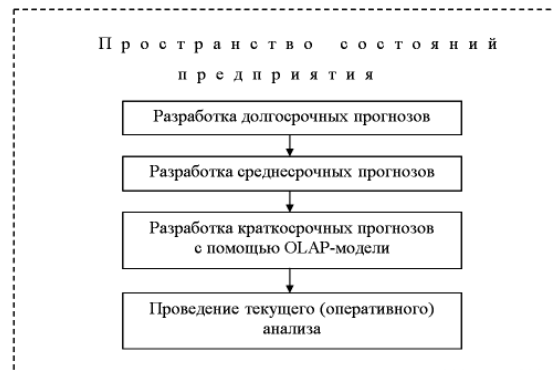 Пространство состояний
предприятия
Разработка долгосрочных прогнозов
Разработка среднесрочных прогнозов
Разработка краткосрочных прогнозов
с помощью OLAP-модели
Проведение текущего (оперативного)
анализа